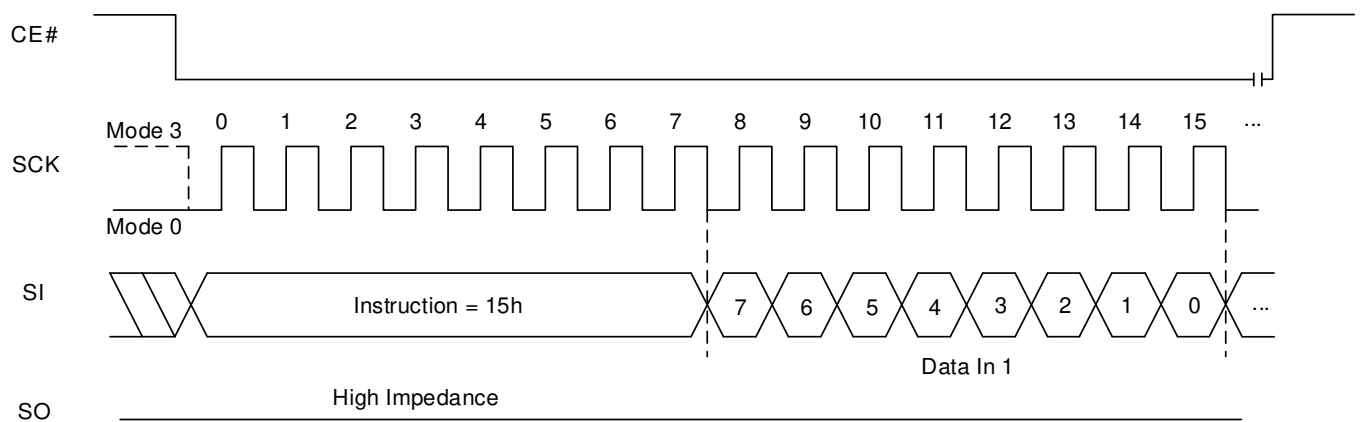 CE#
Mode 3 0 1 2 3 4 5 6 7 8 9 10 11 12 13 14 15 ...
SCK
Mode 0
SI Instruction = 15h 7 6 5 4 3 2 1 0 ...
Data In 1
High Impedance
SO